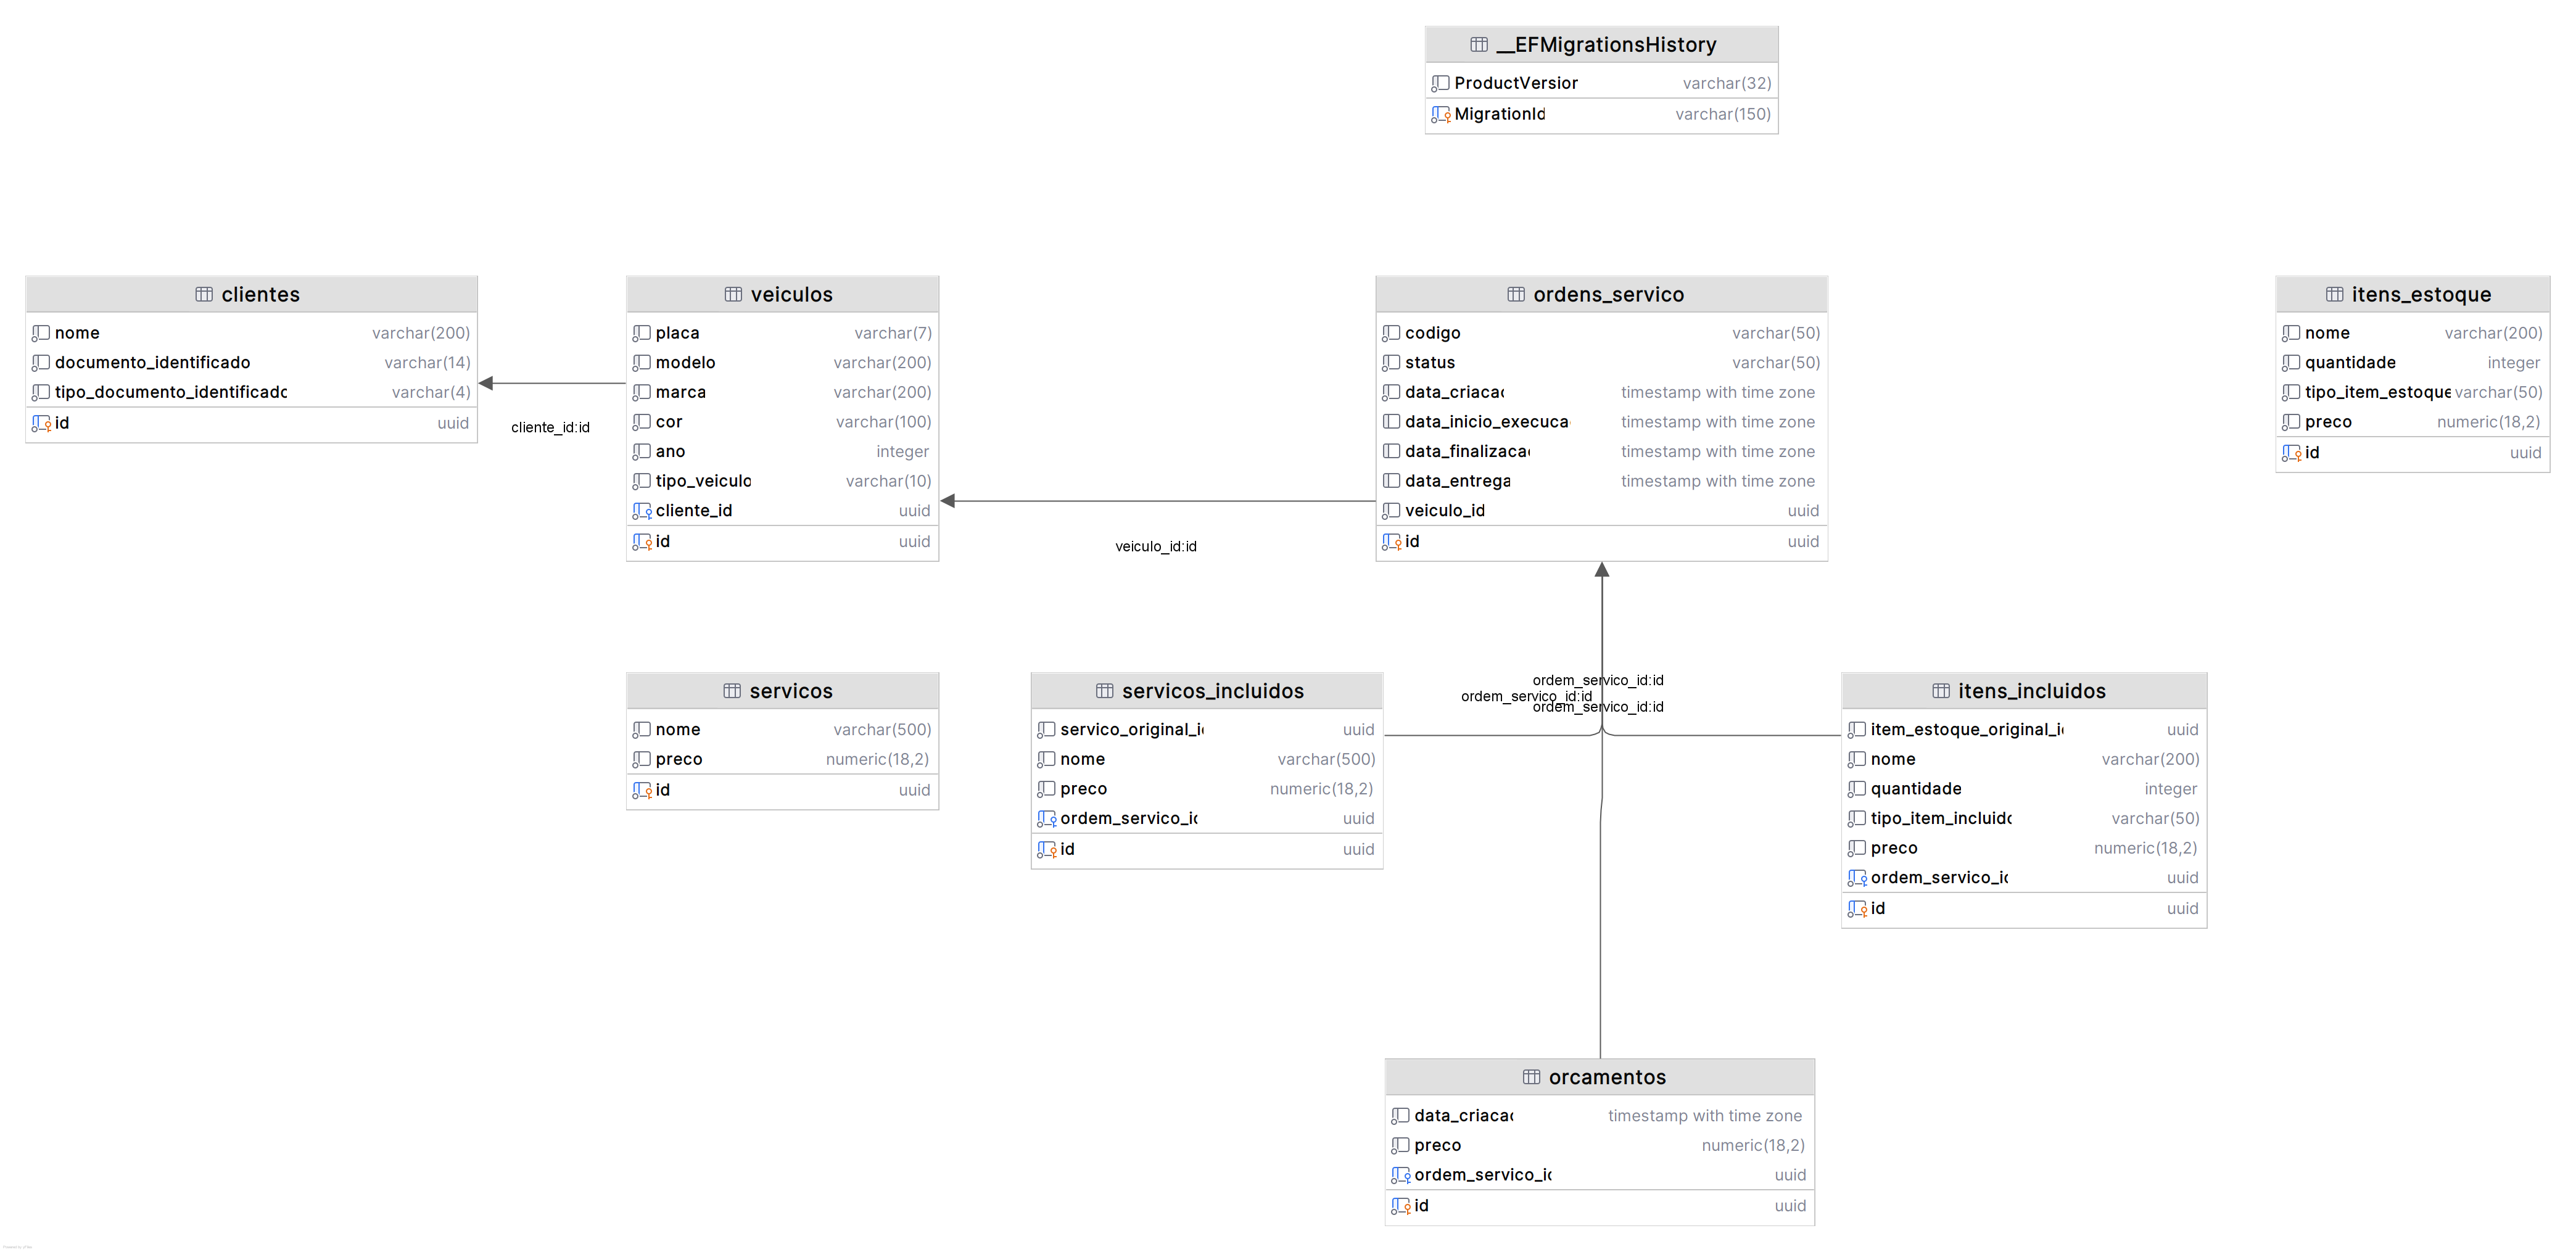 __EFMigrationsHistory
ProductVersion varchar(32)
MigrationId varchar(150)
clientes
nome varchar(200)
documento_identificado varchar(14)
tipo_documento_identificado varchar(4)
id uuid
cliente_id:id
veiculos
placa varchar(7)
modelo varchar(200)
marca varchar(200)
cor varchar(100)
ano integer
tipo_veiculo varchar(10)
cliente_id uuid
id uuid
veiculo_id:id
ordens_servico
codigo varchar(50)
status varchar(50)
data_criacac timestamp with time zone
data_inicio_execuca timestamp with time zone
data_finalizaca timestamp with time zone
data_entrega timestamp with time zone
veiculo_id uuid
id uuid
itens_estoque
nome varchar(200)
quantidade integer
tipo_item_estoque varchar(50)
preco numeric(18,2)
id uuid
servicos
nome varchar(500)
preco numeric(18,2)
id uuid
servicos_incluidos
servico_original_i uuid
nome varchar(500)
preco numeric(18,2)
ordem_servico_ic uuid
id uuid
ordem_servico_id:id
ordem_servico_id:id
ordem_servico_id:id
itens_incluidos
item_estoque_original_i uuid
nome varchar(200)
quantidade integer
tipo_item_incluido varchar(50)
preco numeric(18,2)
ordem_servico_ic uuid
id uuid
orcamentos
data_criacac timestamp with time zone
preco numeric(18,2)
ordem_servico_ic uuid
id uuid